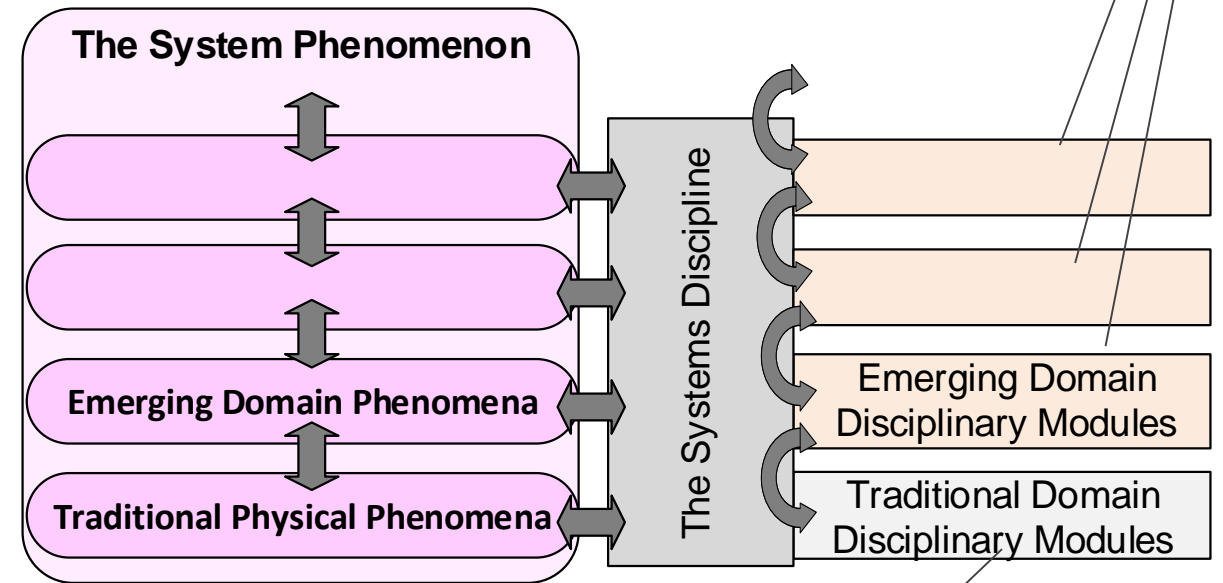 The System Phenomenon
The Systems Discipline
Emerging Domain Phenomena
Emerging Domain
Disciplinary Modules
Traditional Physical Phenomena
Traditional Domain
Disciplinary Modules